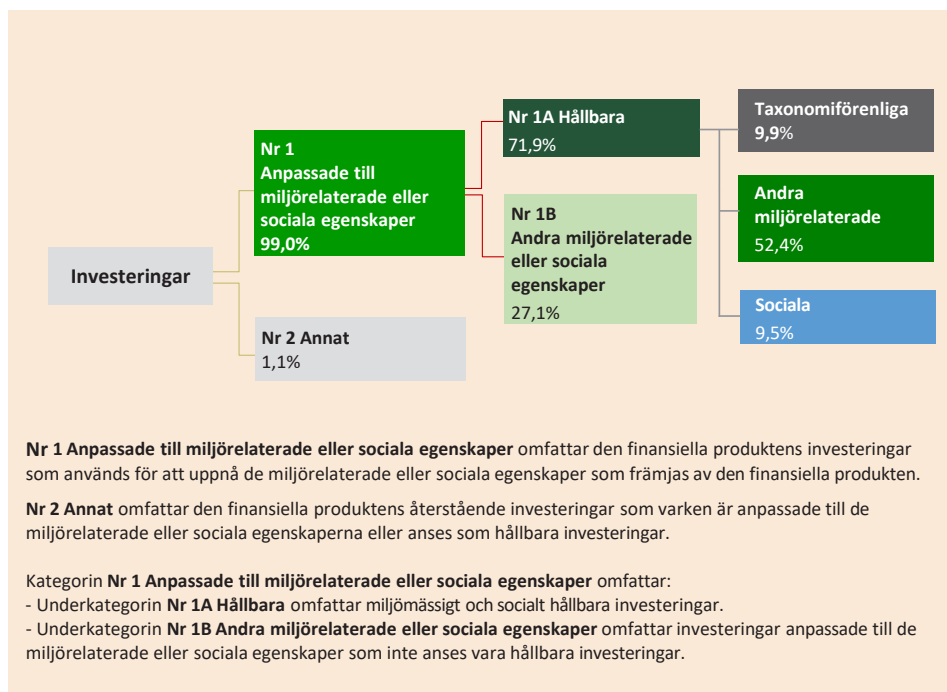 Investeringar
Nr 1
Anpassade till
miljörelaterade eller
sociala egenskaper
99,0%
Nr 2 Annat
1,1%
Nr 1A Hållbara
71,9%
Nr 1B
Andra miljörelaterade
eller sociala
egenskaper
27,1%
Taxonomiförenliga
9,9%
Andra
miljörelaterade
52,4%
Sociala
9,5%
Nr 1 Anpassade till miljörelaterade eller sociala egenskaper omfattar den finansiella produktens investeringar
som används för att uppnå de miljörelaterade eller sociala egenskaper som främjas av den finansiella produkten.
Nr 2 Annat omfattar den finansiella produktens återstående investeringar som varken är anpassade till de
miljörelaterade eller sociala egenskaperna eller anses som hållbara investeringar.
Kategorin Nr 1 Anpassade till miljörelaterade eller sociala egenskaper omfattar:
- Underkategorin Nr 1A Hållbara omfattar miljömässigt och socialt hållbara investeringar.
- Underkategorin Nr 1B Andra miljörelaterade eller sociala egenskaper omfattar investeringar anpassade till de
miljörelaterade eller sociala egenskaper som inte anses vara hållbara investeringar.